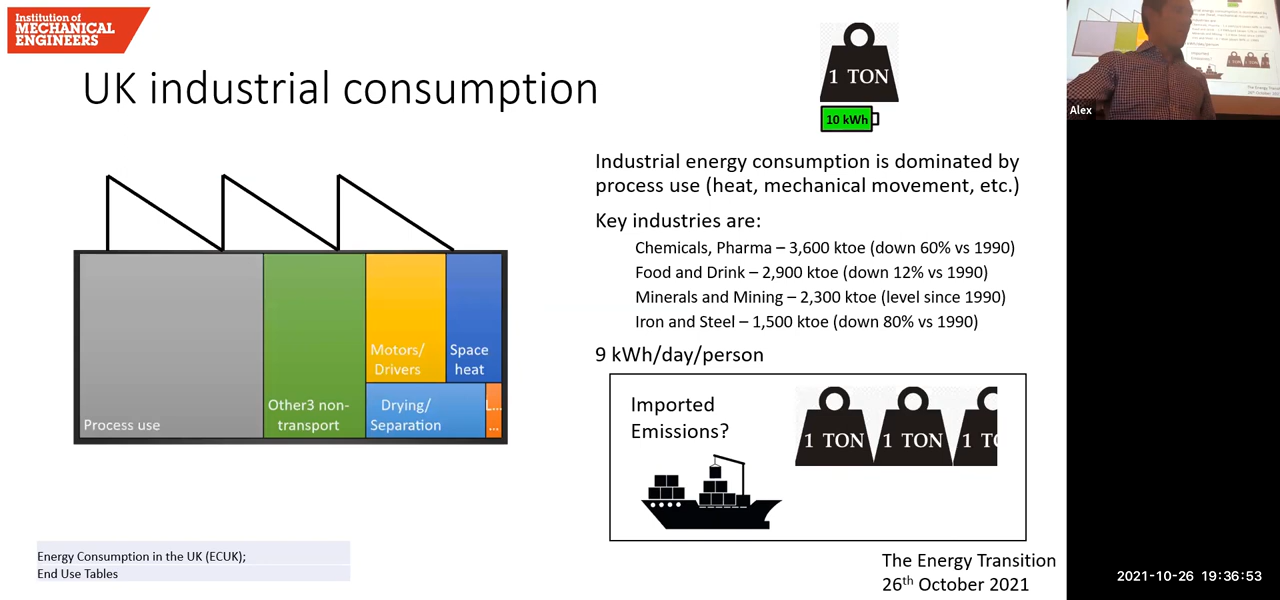 Institution of
MECHANICAL
ENGINEERS
UK industrial consumption
1 TON
10 kWh
Industrial energy consumption is dominated by
process use (heat, mechanical movement, etc.)
Key industries are:
Chemicals, Pharma – 3,600 ktoe (down 60% vs 1990)
Food and Drink – 2,900 ktoe (down 12% vs 1990)
Minerals and Mining – 2,300 ktoe (level since 1990)
Iron and Steel – 1,500 ktoe (down 80% vs 1990)
9 kWh/day/person
Process use
Other3 non-
transport
Motors/
Drivers
Space
heat
Drying/
Separation
L...
...
Imported
Emissions?
1 TON 1 TON 1 TO
Energy Consumption in the UK (ECUK);
End Use Tables
The Energy Transition
26th October 2021
Alex
2021-10-26 19:36:53